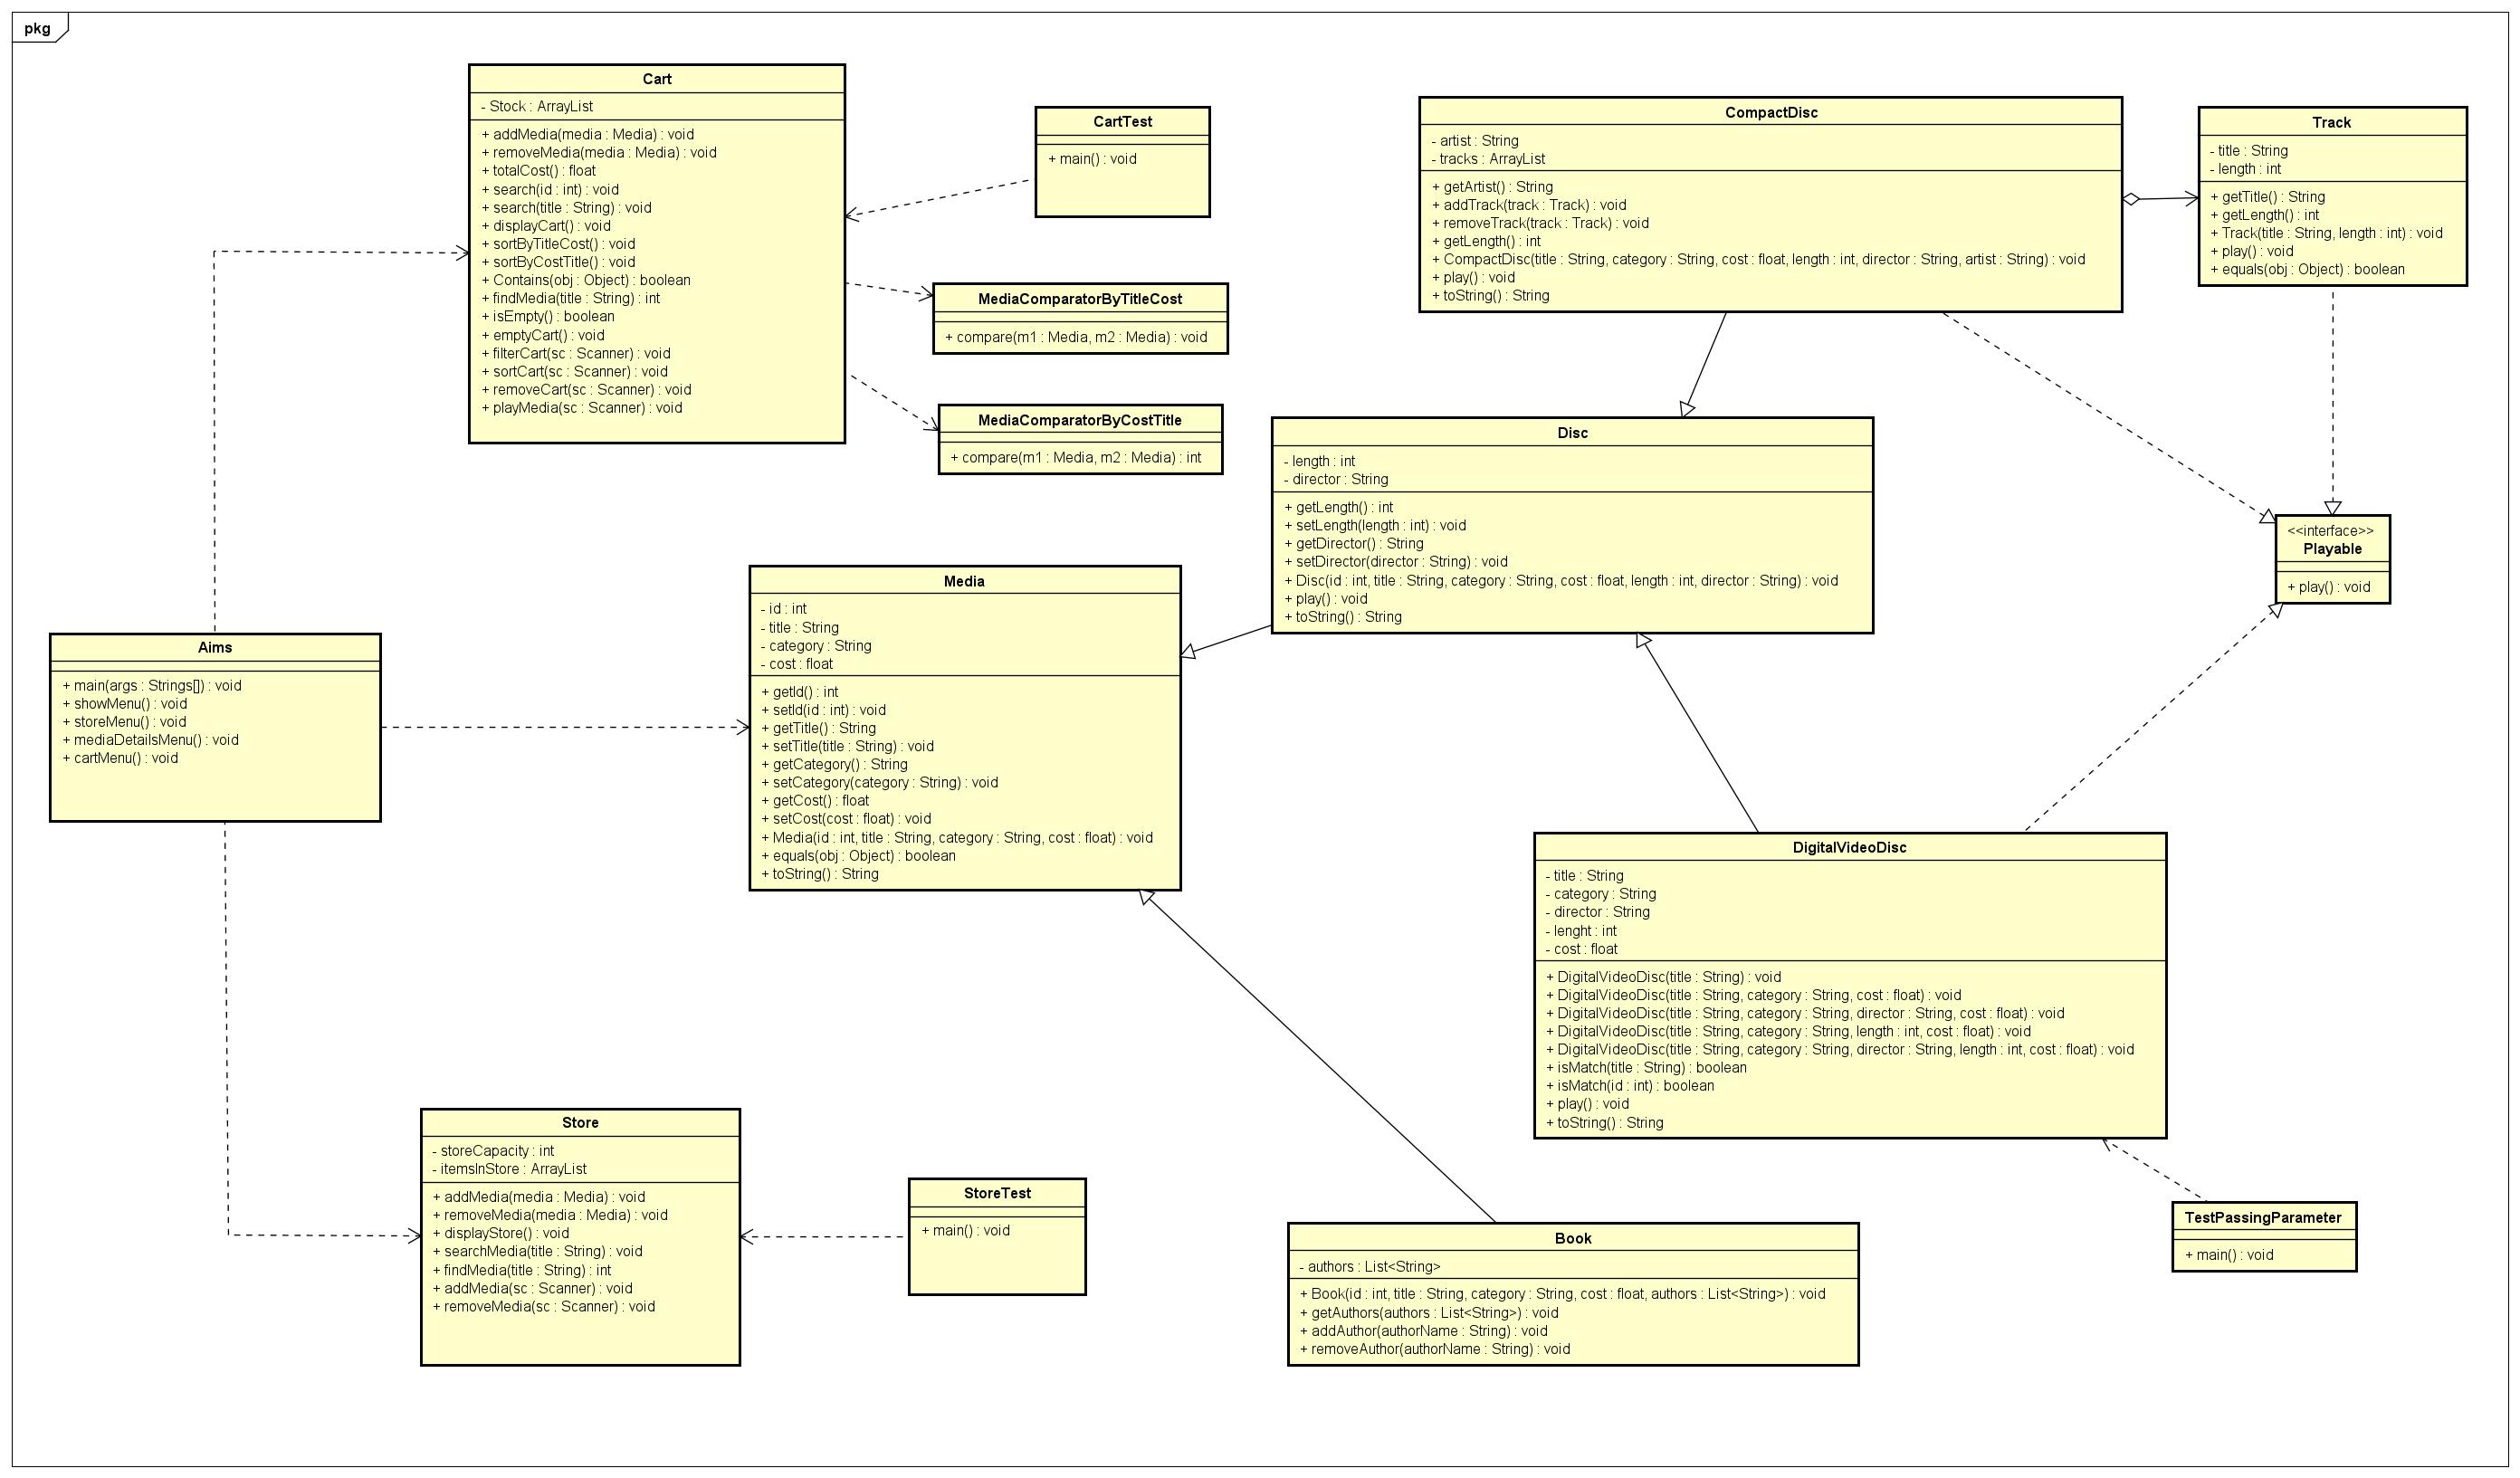 pkg
Cart
- Stock : ArrayList
+ addMedia(media : Media) : void
+ removeMedia(media : Media) : void
+ totalCost() : float
+ search(id : int) : void
+ search(title : String) : void
+ displayCart() : void
+ sortByTitleCost() : void
+ sortByCostTitle() : void
+ Contains(obj : Object) : boolean
+ findMedia(title : String) : int
+ isEmpty() : boolean
+ emptyCart() : void
+ filterCart(sc : Scanner) : void
+ sortCart(sc : Scanner) : void
+ removeCart(sc : Scanner) : void
+ playMedia(sc : Scanner) : void
CartTest
+ main() : void
MediaComparatorByTitleCost
+ compare(m1 : Media, m2 : Media) : void
MediaComparatorByCostTitle
+ compare(m1 : Media, m2 : Media) : int
CompactDisc
- artist : String
- tracks : ArrayList
+ getArtist() : String
+ addTrack(track : Track) : void
+ removeTrack(track : Track) : void
+ getLength() : int
+ CompactDisc(title : String, category : String, cost : float, length : int, director : String, artist : String) : void
+ play() : void
+ toString() : String
Track
- title : String
- length : int
+ getTitle() : String
+ getLength() : int
+ Track(title : String, length : int) : void
+ play() : void
+ equals(obj : Object) : boolean
Disc
- length : int
- director : String
+ getLength() : int
+ setLength(length : int) : void
+ getDirector() : String
+ setDirector(director : String) : void
+ Disc(id : int, title : String, category : String, cost : float, length : int, director : String) : void
+ play() : void
+ toString() : String
<<interface>>
Playable
+ play() : void
Media
- id : int
- title : String
- category : String
- cost : float
+ getId() : int
+ setId(id : int) : void
+ getTitle() : String
+ setTitle(title : String) : void
+ getCategory() : String
+ setCategory(category : String) : void
+ getCost() : float
+ setCost(cost : float) : void
+ Media(id : int, title : String, category : String, cost : float) : void
+ equals(obj : Object) : boolean
+ toString() : String
Aims
+ main(args : Strings[]) : void
+ showMenu() : void
+ storeMenu() : void
+ mediaDetailsMenu() : void
+ cartMenu() : void
DigitalVideoDisc
- title : String
- category : String
- director : String
- lenght : int
- cost : float
+ DigitalVideoDisc(title : String) : void
+ DigitalVideoDisc(title : String, category : String, cost : float) : void
+ DigitalVideoDisc(title : String, category : String, director : String, cost : float) : void
+ DigitalVideoDisc(title : String, category : String, length : int, cost : float) : void
+ DigitalVideoDisc(title : String, category : String, director : String, length : int, cost : float) : void
+ isMatch(title : String) : boolean
+ isMatch(id : int) : boolean
+ play() : void
+ toString() : String
Store
- storeCapacity : int
- itemsInStore : ArrayList
+ addMedia(media : Media) : void
+ removeMedia(media : Media) : void
+ displayStore() : void
+ searchMedia(title : String) : void
+ findMedia(title : String) : int
+ addMedia(sc : Scanner) : void
+ removeMedia(sc : Scanner) : void
StoreTest
+ main() : void
Book
- authors : List<String>
+ Book(id : int, title : String, category : String, cost : float, authors : List<String>) : void
+ getAuthors(authors : List<String>) : void
+ addAuthor(authorName : String) : void
+ removeAuthor(authorName : String) : void
TestPassingParameter
+ main() : void